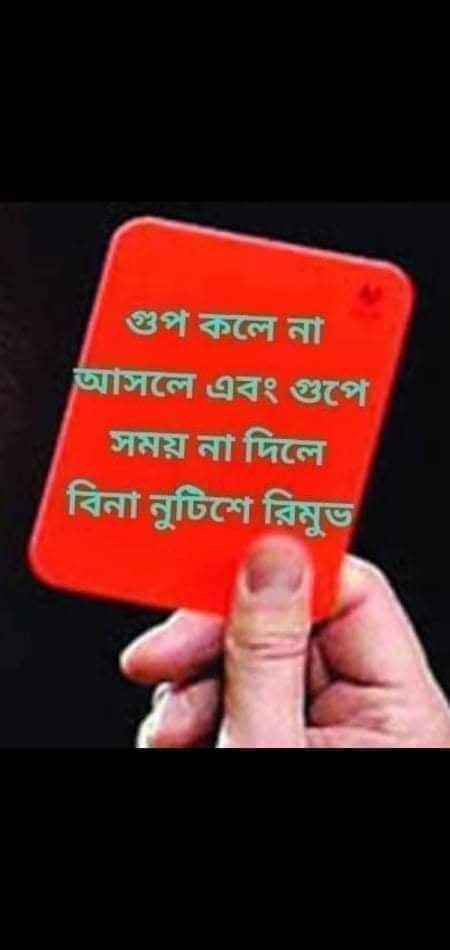 গুপ কলে না
আসলে এবং গুপে
সময় না দিলে
বিনা নুটিশে রিমুভ